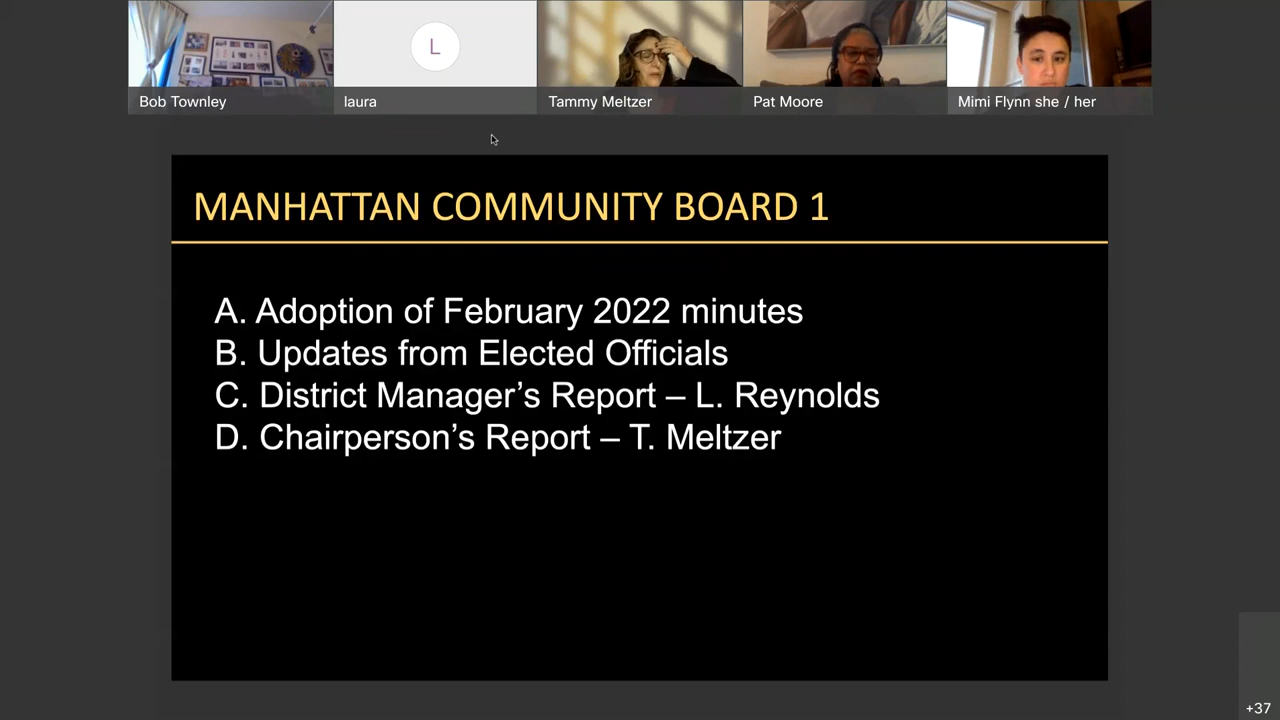 L
Bob Townley
laura
Tammy Meltzer
Pat Moore
Mimi Flynn she / her
MANHATTAN COMMUNITY BOARD 1
A. Adoption of February 2022 minutes
B. Updates from Elected Officials
C. District Manager’s Report – L. Reynolds
D. Chairperson’s Report – T. Meltzer
+37